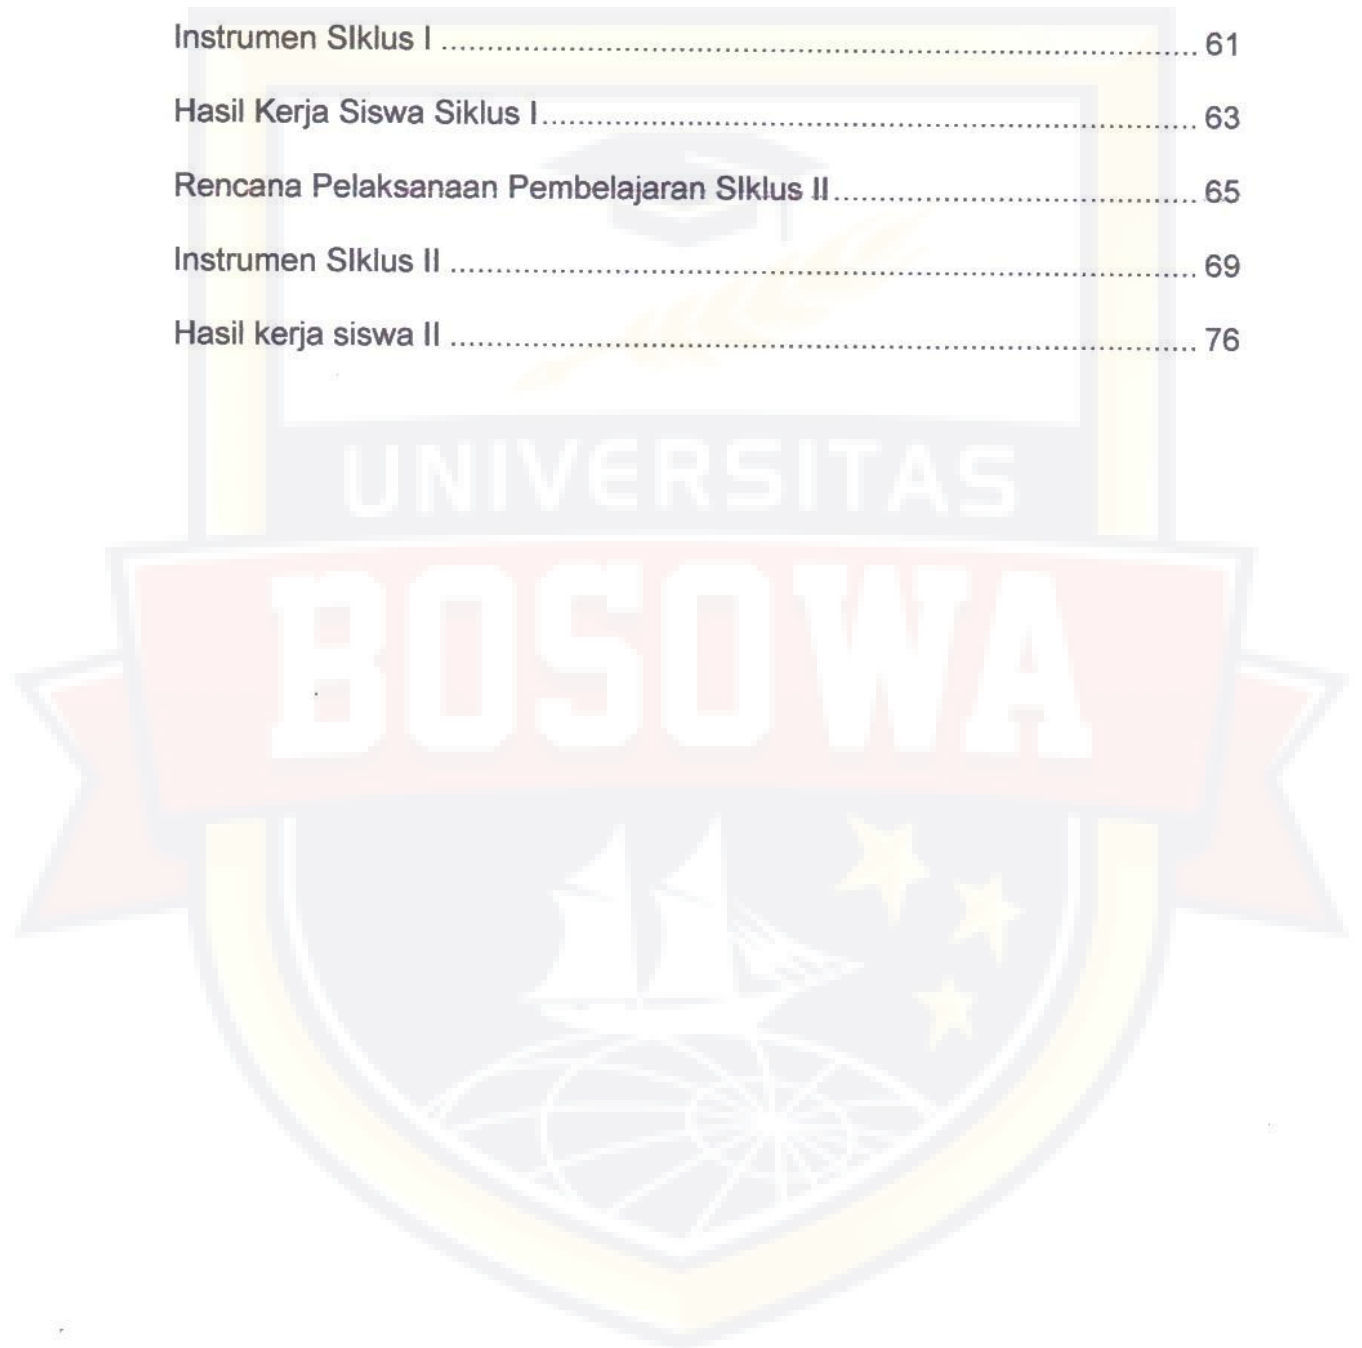 Instrumen SIklus I ........................................................................ 61
Hasil Kerja Siswa Siklus I ........................................................................ 63
Rencana Pelaksanaan Pembelajaran SIklus II ........................................................................ 65
Instrumen SIklus II ........................................................................ 69
Hasil kerja siswa II ........................................................................ 76
UNIVERSITAS
BOSOWA